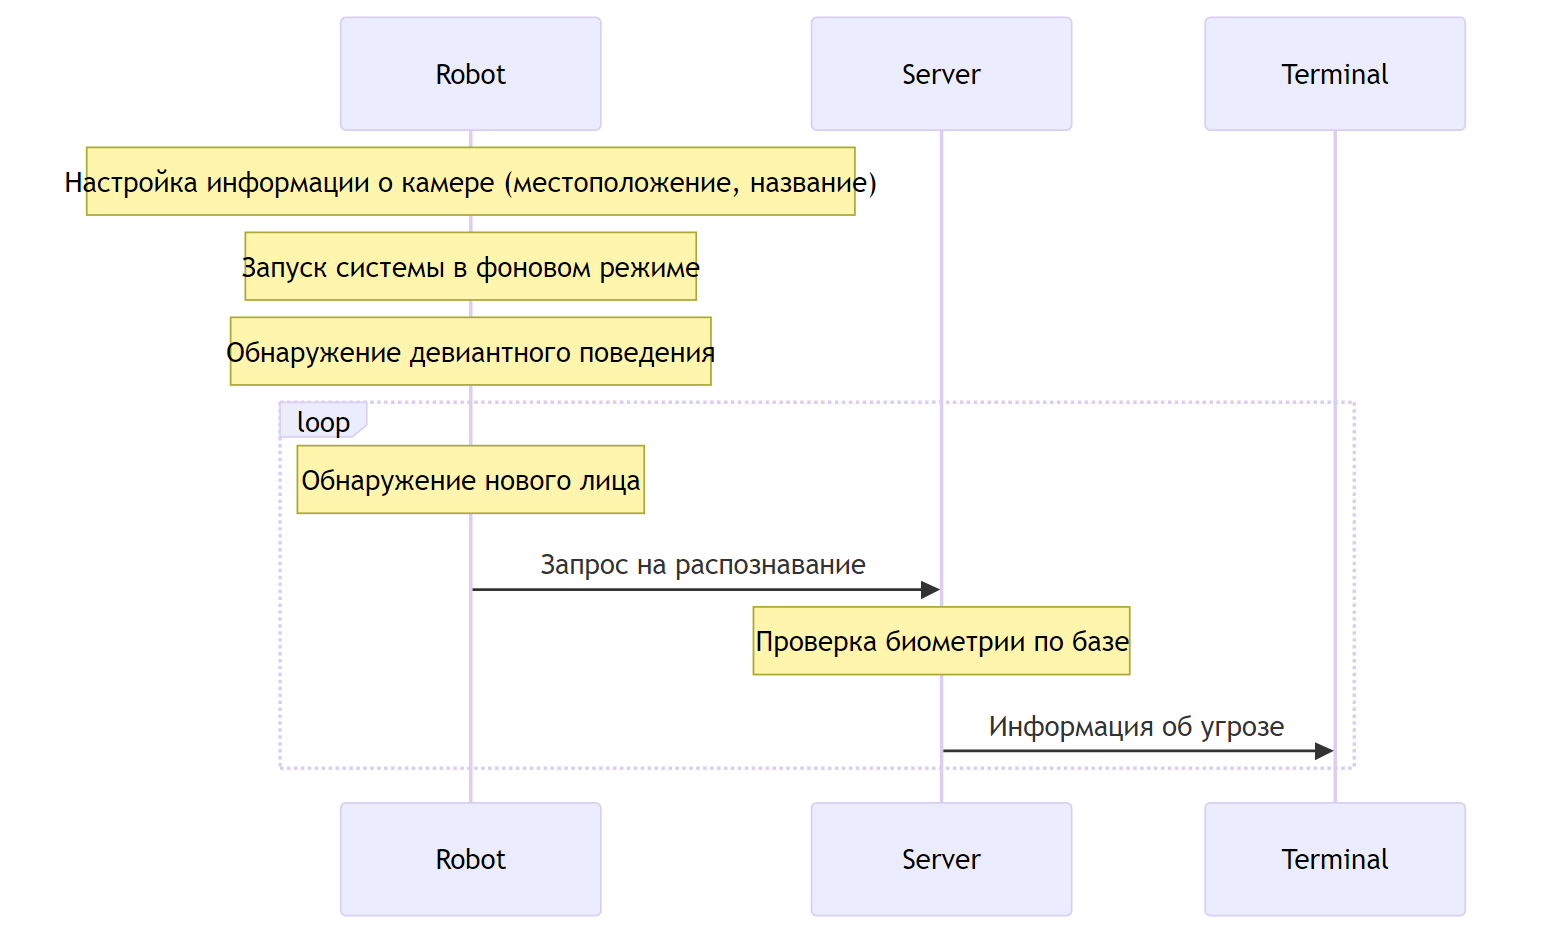 Robot
Server
Terminal
Настройка информации о камере (местоположение, название)
Запуск системы в фоновом режиме
Обнаружение девиантного поведения
loop
Обнаружение нового лица
Запрос на распознавание
Проверка биометрии по базе
Информация об угрозе
Robot
Server
Terminal